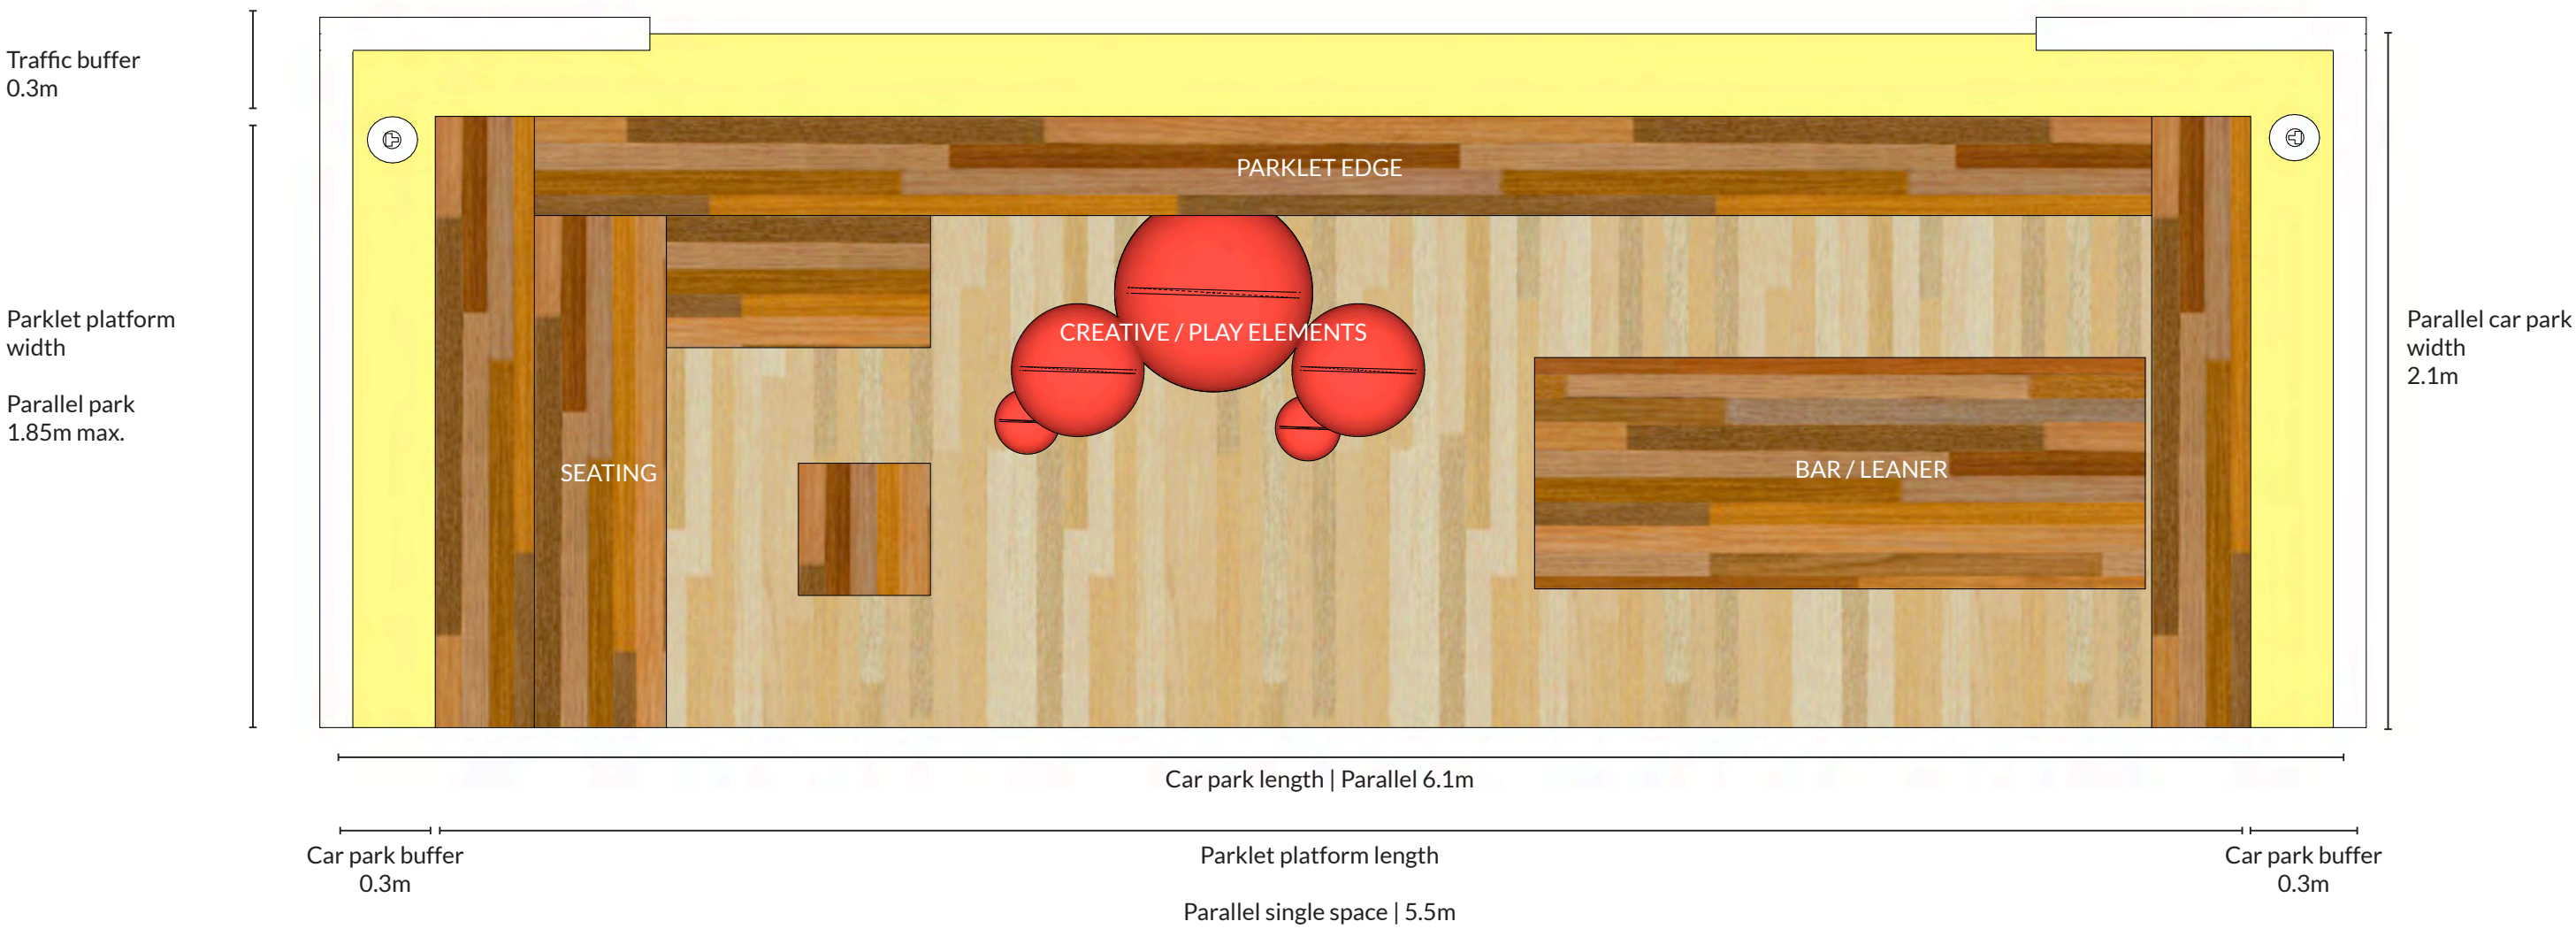 Traffic buffer
0.3m
Parklet platform
width
Parallel park
1.85m max.
PARKLET EDGE
CREATIVE / PLAY ELEMENTS
SEATING
BAR / LEANER
Parallel car park
width
2.1m
Car park length | Parallel 6.1m
Car park buffer
0.3m
Parklet platform length
Parallel single space | 5.5m
Car park buffer
0.3m